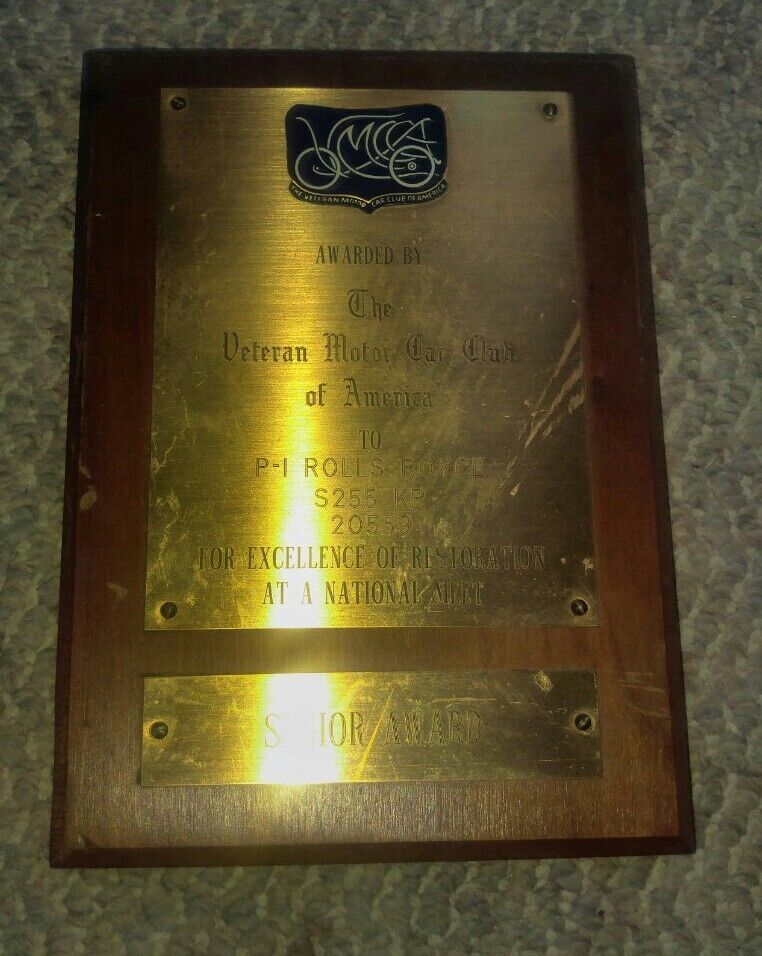 VMCCA
THE VETERAN MOTOR CAR CLUB OF AMERICA
AWARDED BY
The
Veteran Motor Car Club
of America
TO
P-I ROLLS-ROYCE
S255 KP
20559
FOR EXCELLENCE OF RESTORATION
AT A NATIONAL MEET
SENIOR AWARD